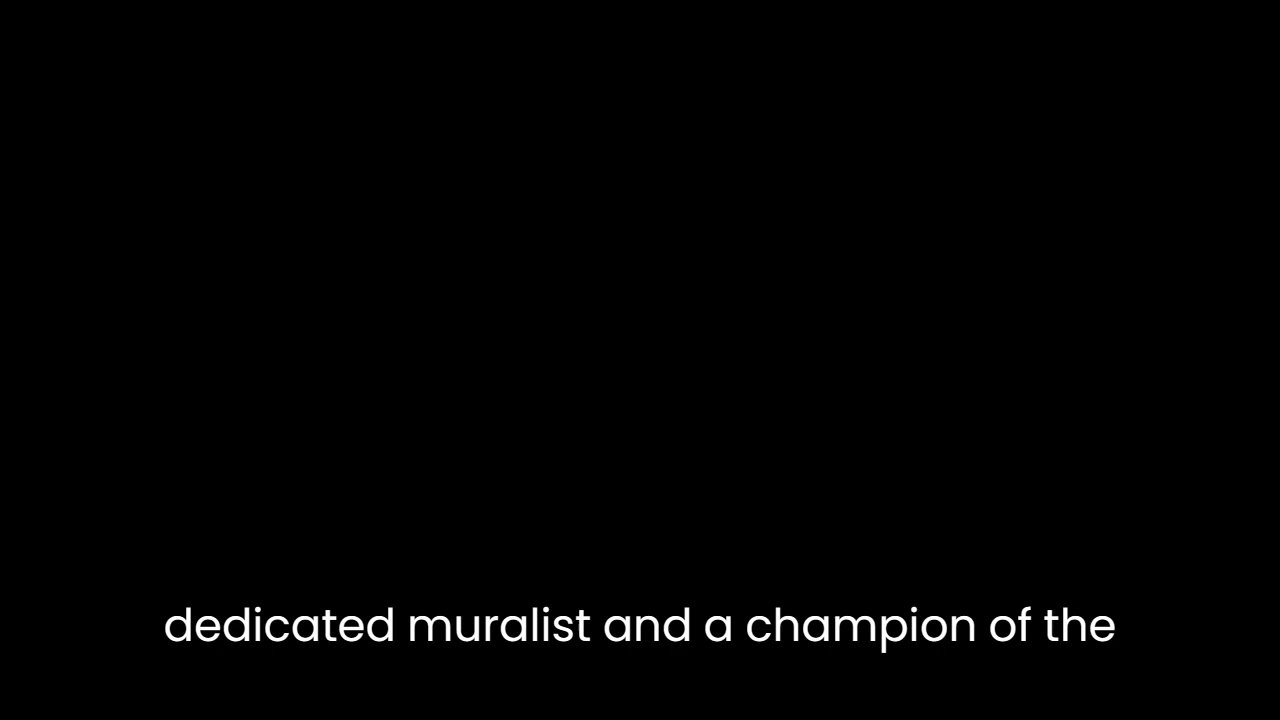 dedicated muralist and a champion of the